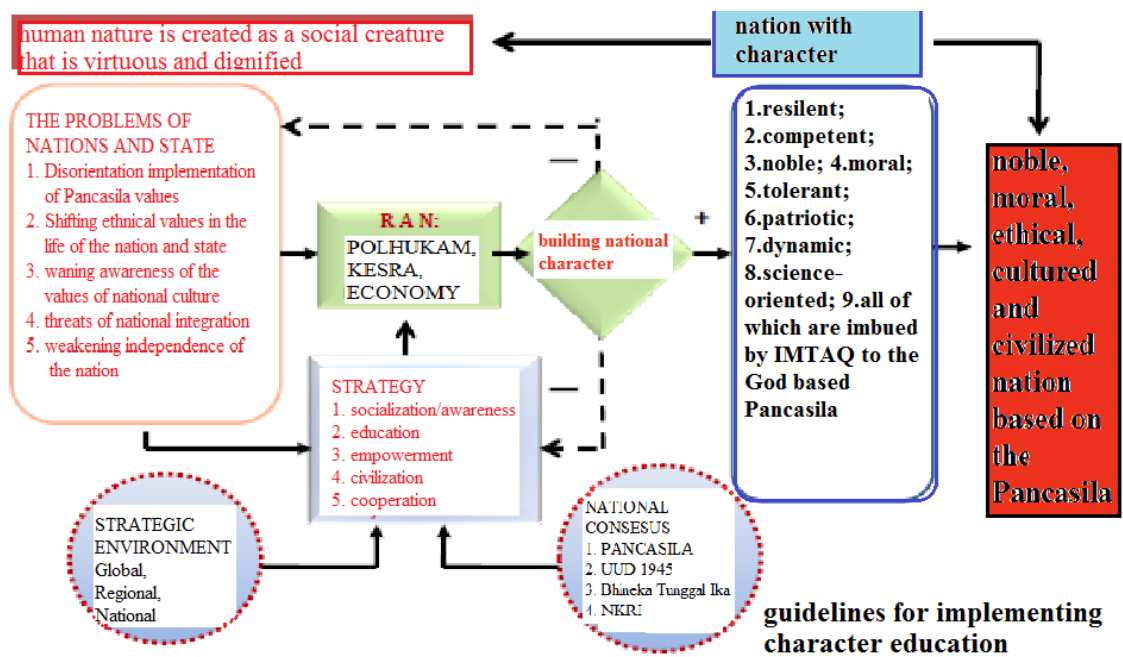 human nature is created as a social creature
that is virtuous and dignified
nation with
character
THE PROBLEMS OF
NATIONS AND STATE
1. Disorientation implementation
of Pancasila values
2. Shifting ethnical values in the
life of the nation and state
3. waning awareness of the
values of national culture
4. threats of national integration
5. weakening independence of
the nation
R A N:
POLHUKAM,
KESRA,
ECONOMY
building national
character
—
+
—
1.resilent;
2.competent;
3.noble; 4.moral;
5.tolerant;
6.patriotic;
7.dynamic;
8.science-
oriented; 9.all of
which are imbued
by IMTAQ to the
God based
Pancasila
noble,
moral,
ethical,
cultured
and
civilized
nation
based on
the
Pancasila
STRATEGY
1. socialization/awareness
2. education
3. empowerment
4. civilization
5. cooperation
STRATEGIC
ENVIRONMENT
Global,
Regional,
National
NATIONAL
CONSESUS
1. PANCASILA
2. UUD 1945
3. Bhineka Tunggal Ika
4. NKRI
guidelines for implementing
character education